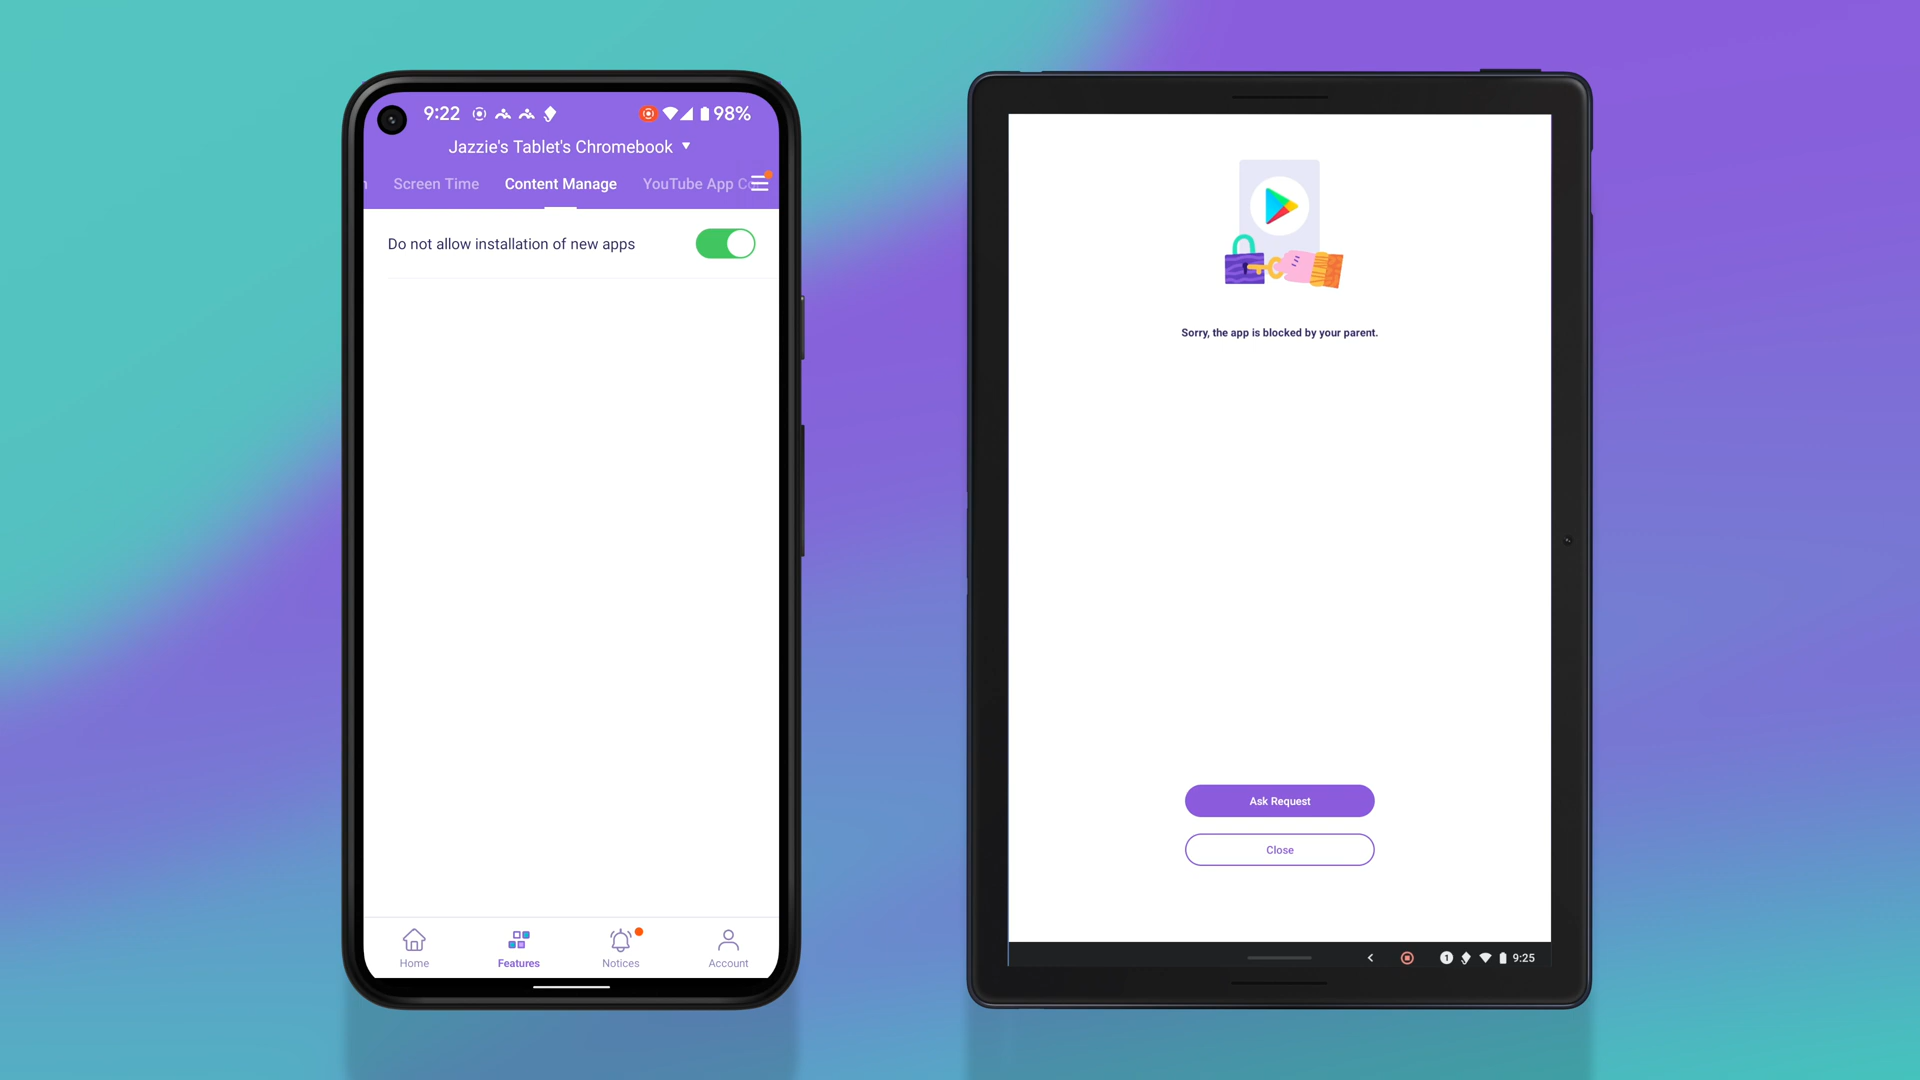 9:22
98%
Jazzie's Tablet's Chromebook
Screen Time
Content Manage
YouTube App
Do not allow installation of new apps
Home
Features
Notices
Account
Sorry, the app is blocked by your parent.
Ask Request
Close
1
9:25